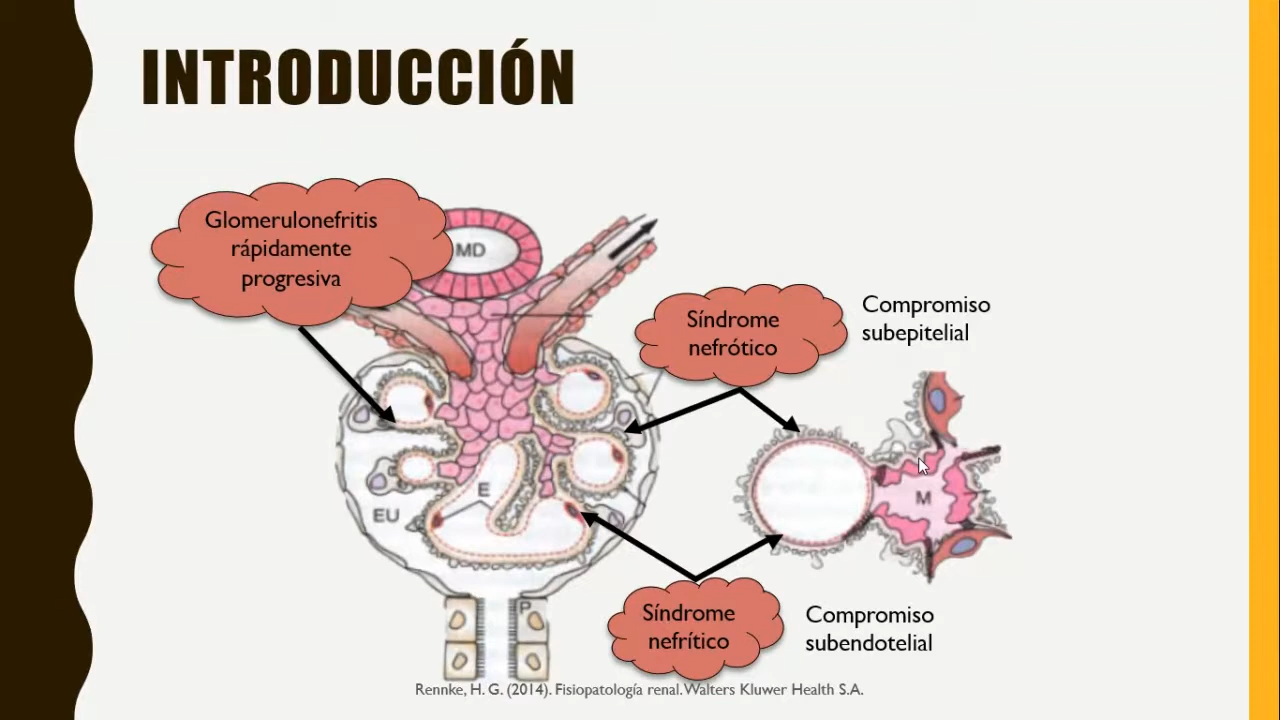 INTRODUCCIÓN
Glomerulonefritis
rápidamente
progresiva
MD
Síndrome
nefrótico
Compromiso
subepitelial
E
EU
M
P
Síndrome
nefrítico
Compromiso
subendotelial
Rennke, H. G. (2014). Fisiopatología renal. Walters Kluwer Health S.A.